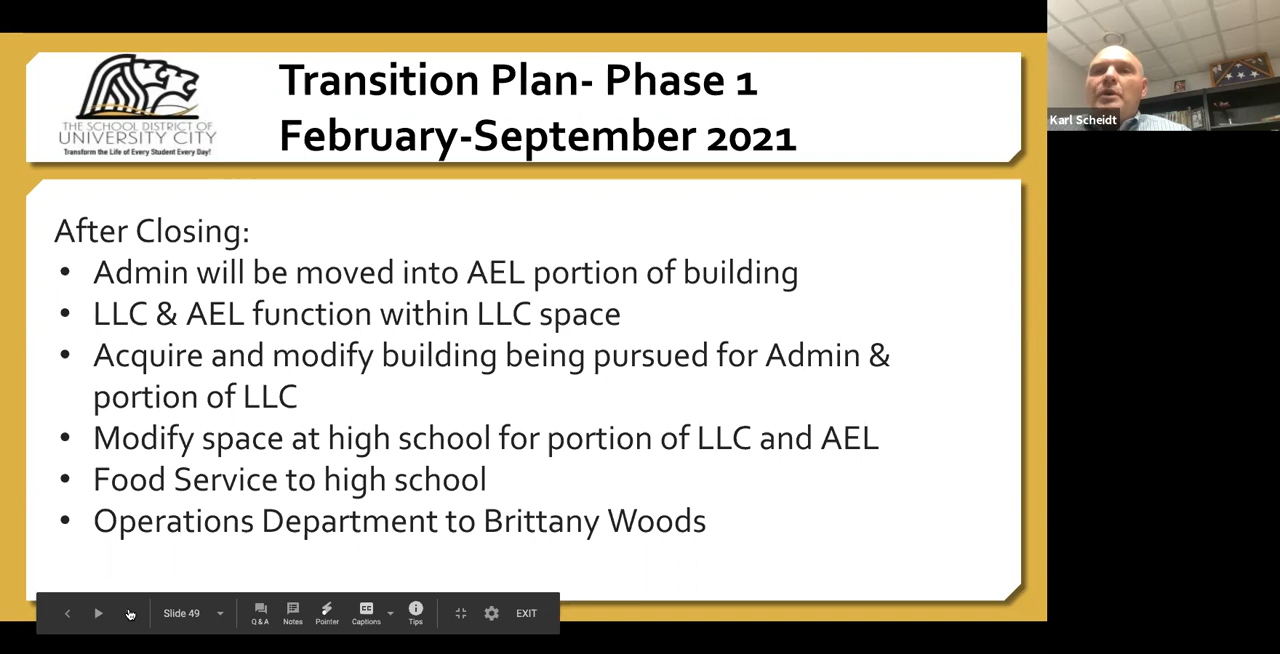 THE SCHOOL DISTRICT OF
UNIVERSITY CITY
Transform the Life of Every Student Every Day!
Transition Plan- Phase 1
February-September 2021
Karl Scheidt
After Closing:
• Admin will be moved into AEL portion of building
• LLC & AEL function within LLC space
• Acquire and modify building being pursued for Admin &
portion of LLC
• Modify space at high school for portion of LLC and AEL
• Food Service to high school
• Operations Department to Brittany Woods
Slide 49
Q & A
Notes
Pointer
CC
Captions
Tips
EXIT